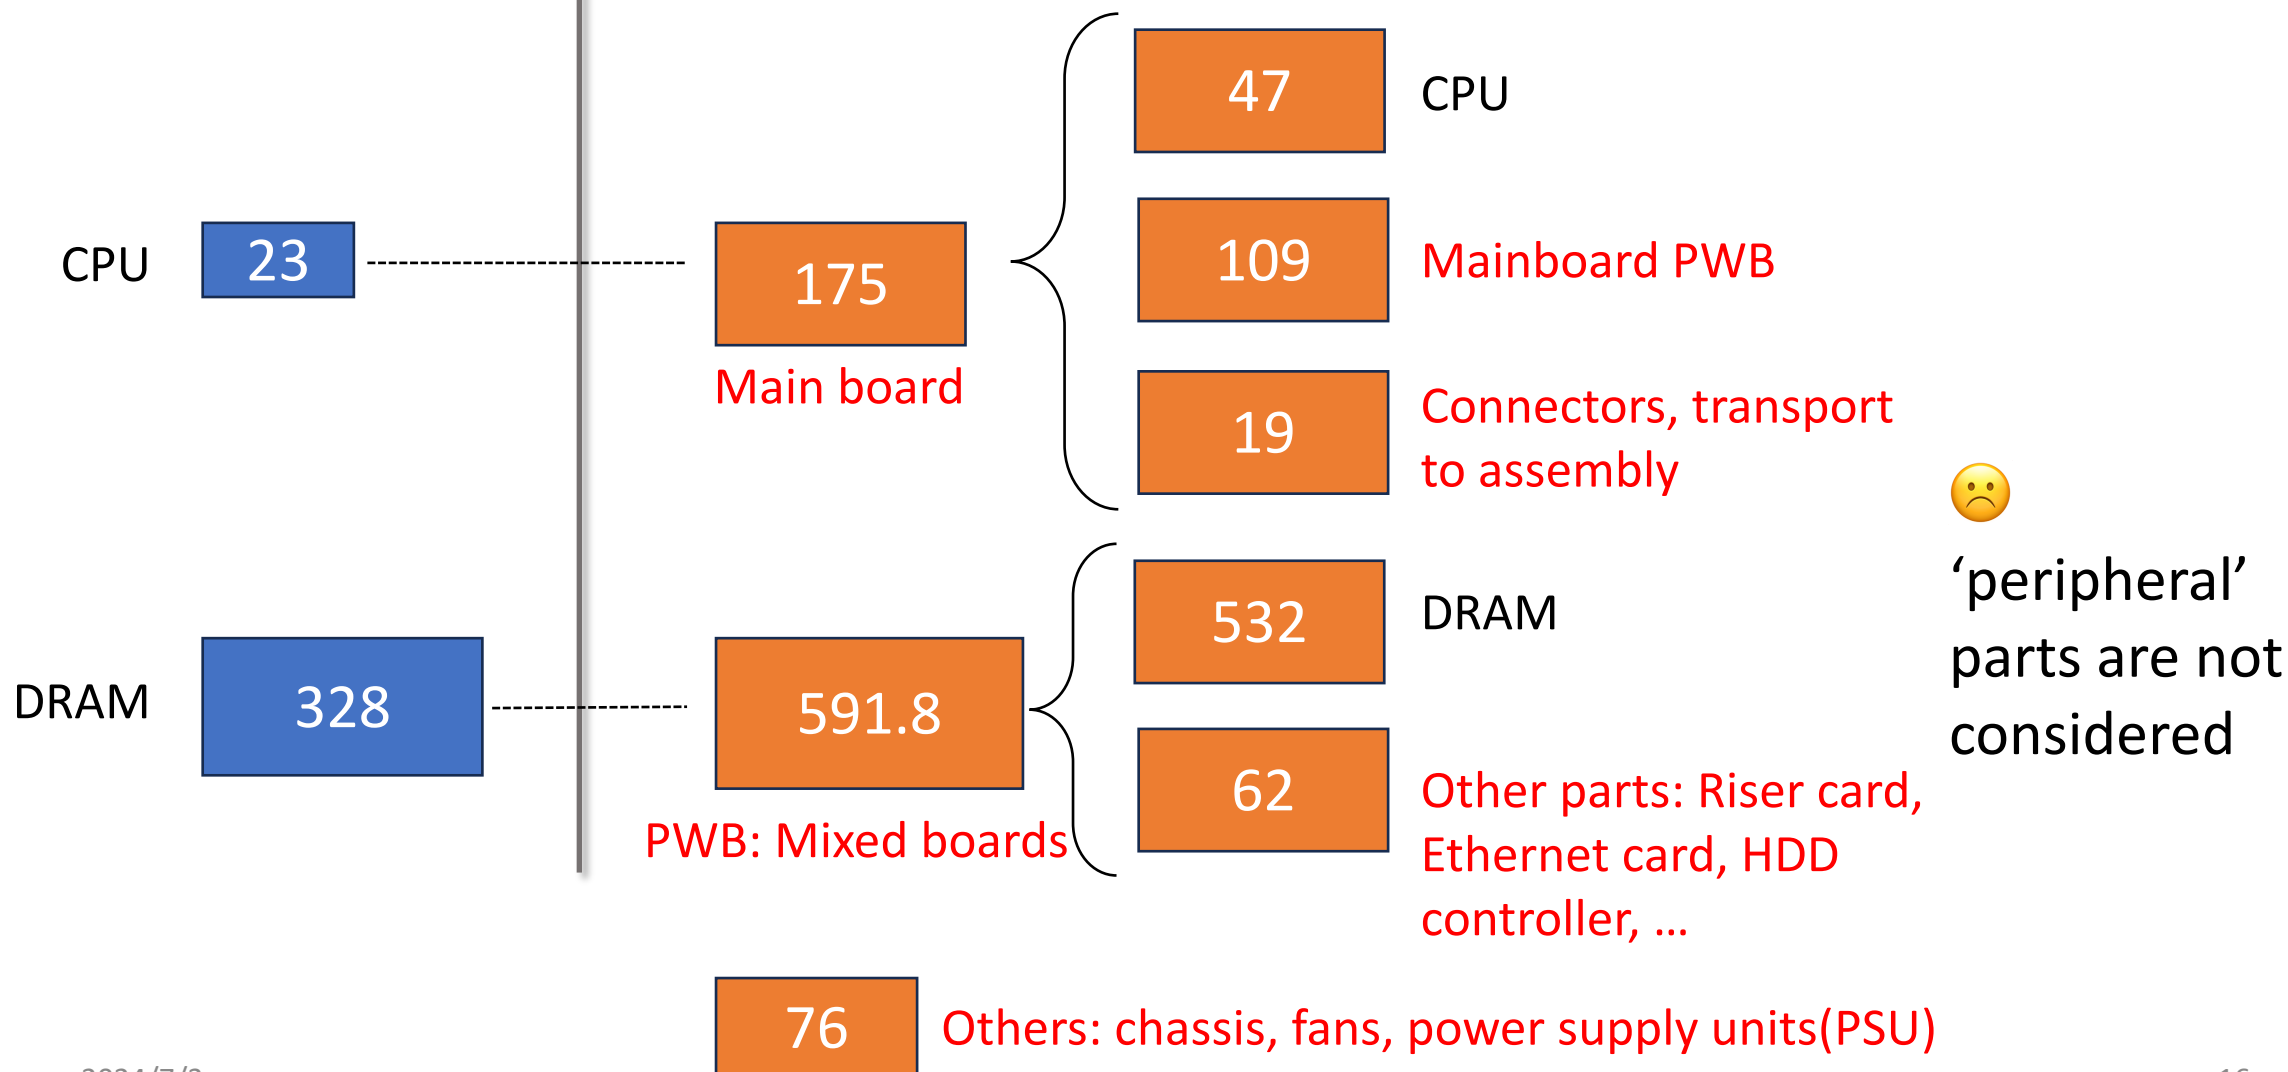 47
CPU
CPU
23
175
109
Mainboard PWB
Main board
19
Connectors, transport
to assembly
‘peripheral’
parts are not
considered
DRAM
328
591.8
532
DRAM
PWB: Mixed boards
62
Other parts: Riser card,
Ethernet card, HDD
controller, ...
76
Others: chassis, fans, power supply units(PSU)